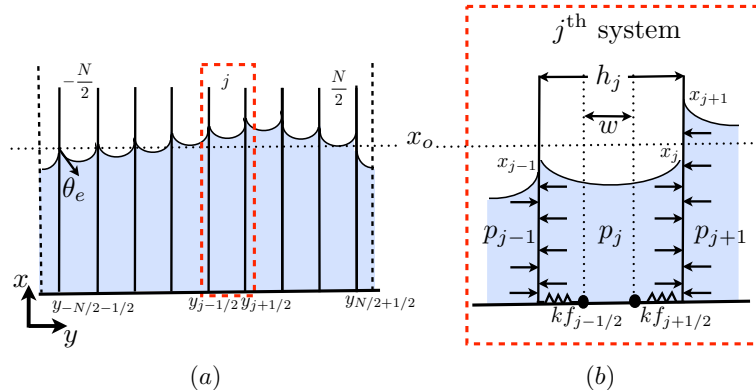 j^th system
-N/2
j
N/2
h_j
x_{j+1}
w
x_o
x_{j-1}
x_j
θ_e
p_{j-1}
p_j
p_{j+1}
x
y_{-N/2-1/2}
y_{j-1/2}
y_{j+1/2}
y_{N/2+1/2}
kf_{j-1/2}
kf_{j+1/2}
y
(a)
(b)